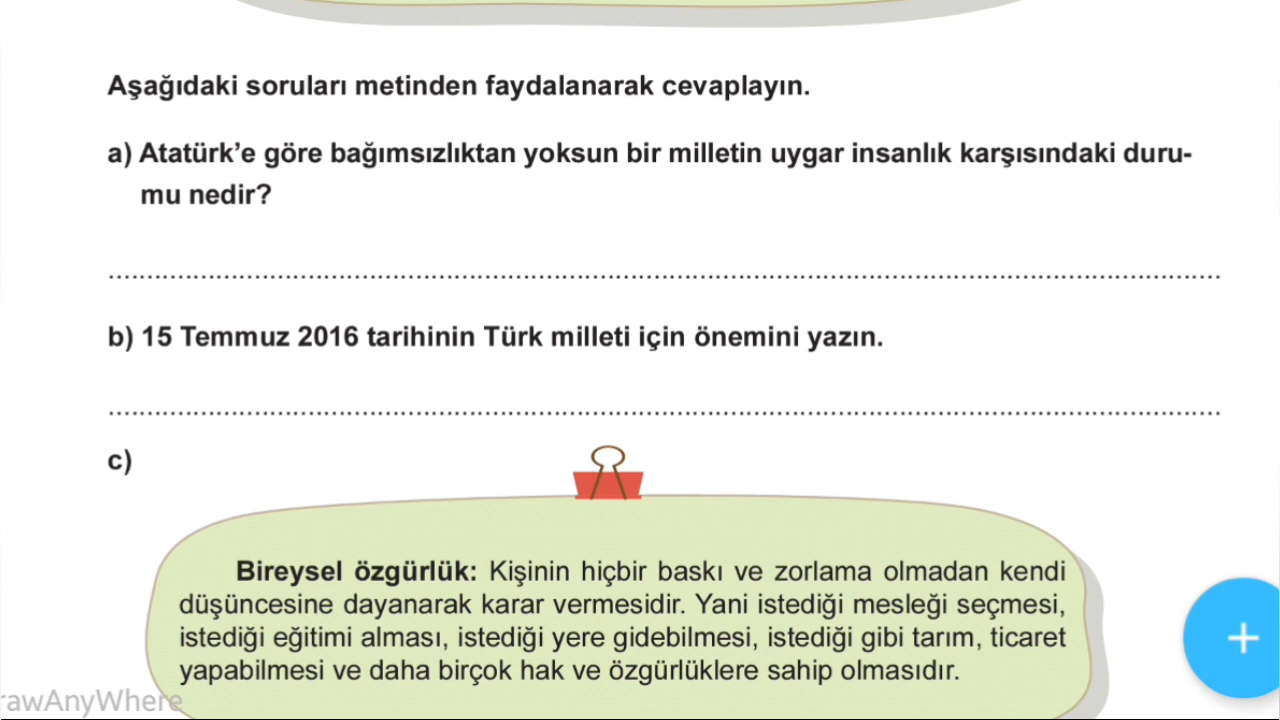 Aşağıdaki soruları metinden faydalanarak cevaplayın.
a) Atatürk’e göre bağımsızlıktan yoksun bir milletin uygar insanlık karşısındaki duru-
mu nedir?
b) 15 Temmuz 2016 tarihinin Türk milleti için önemini yazın.
c)
Bireysel özgürlük: Kişinin hiçbir baskı ve zorlama olmadan kendi
düşüncesine dayanarak karar vermesidir. Yani istediği mesleği seçmesi,
istediği eğitimi alması, istediği yere gidebilmesi, istediği gibi tarım, ticaret
yapabilmesi ve daha birçok hak ve özgürlüklere sahip olmasıdır.
rawAnyWhere